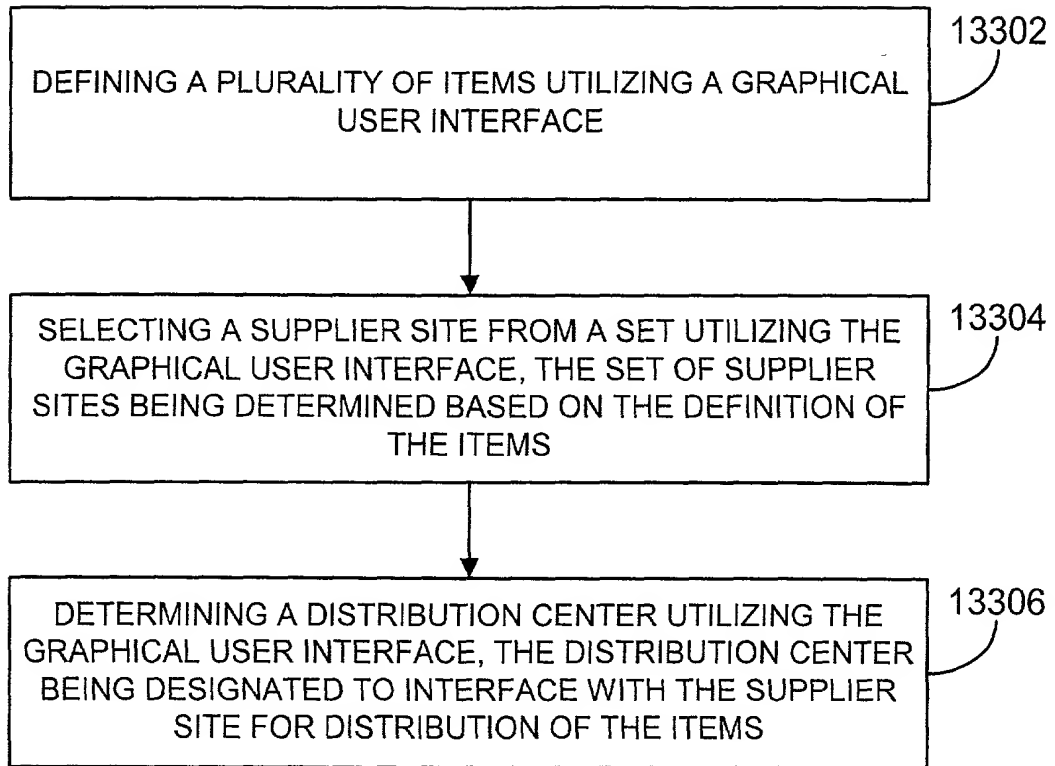 13302
DEFINING A PLURALITY OF ITEMS UTILIZING A GRAPHICAL
USER INTERFACE
13304
SELECTING A SUPPLIER SITE FROM A SET UTILIZING THE
GRAPHICAL USER INTERFACE, THE SET OF SUPPLIER
SITES BEING DETERMINED BASED ON THE DEFINITION OF
THE ITEMS
13306
DETERMINING A DISTRIBUTION CENTER UTILIZING THE
GRAPHICAL USER INTERFACE, THE DISTRIBUTION CENTER
BEING DESIGNATED TO INTERFACE WITH THE SUPPLIER
SITE FOR DISTRIBUTION OF THE ITEMS